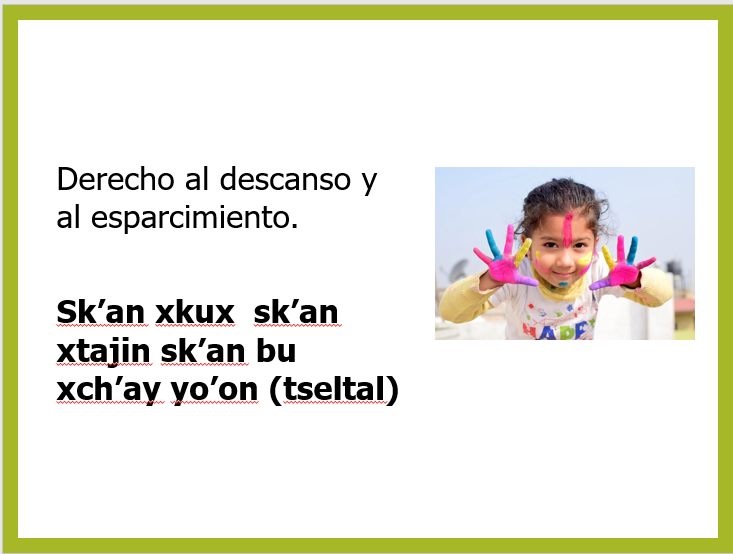 Derecho al descanso y
al esparcimiento.
Sk’an xkux  sk’an
xtajin sk’an bu
xch’ay yo’on (tseltal)
HAPPY